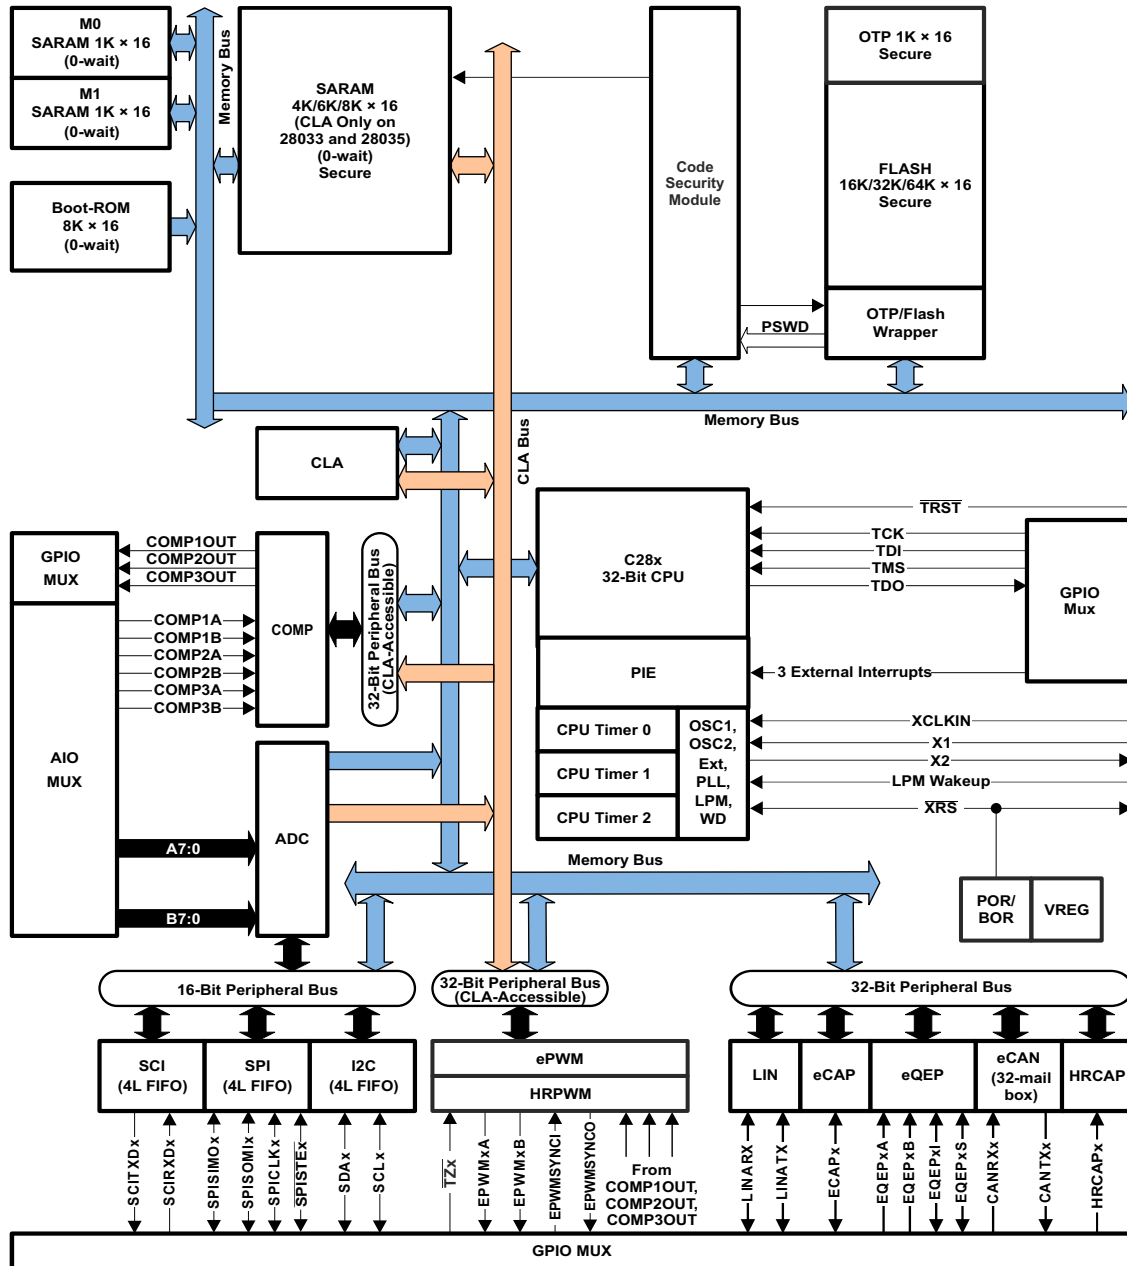 M0
SARAM 1K × 16
(0-wait)
M1
SARAM 1K × 16
(0-wait)
Boot-ROM
8K × 16
(0-wait)
Memory Bus
SARAM
4K/6K/8K × 16
(CLA Only on
28033 and 28035)
(0-wait)
Secure
Code
Security
Module
OTP 1K × 16
Secure
FLASH
16K/32K/64K × 16
Secure
OTP/Flash
Wrapper
PSWD
Memory Bus
CLA Bus
CLA
C28x
32-Bit CPU
TRST
TCK
TDI
TMS
TDO
GPIO
Mux
GPIO
MUX
COMP1OUT
COMP2OUT
COMP3OUT
COMP1A
COMP1B
COMP2A
COMP2B
COMP3A
COMP3B
COMP
32-Bit Peripheral Bus
(CLA-Accessible)
PIE
3 External Interrupts
AIO
MUX
CPU Timer 0
CPU Timer 1
CPU Timer 2
OSC1,
OSC2,
Ext,
PLL,
LPM,
WD
XCLKIN
X1
X2
LPM Wakeup
XRS
ADC
A7:0
B7:0
Memory Bus
POR/
BOR
VREG
16-Bit Peripheral Bus
32-Bit Peripheral Bus
(CLA-Accessible)
32-Bit Peripheral Bus
SCI
(4L FIFO)
SPI
(4L FIFO)
I2C
(4L FIFO)
ePWM
HRPWM
LIN
eCAP
eQEP
eCAN
(32-mail
box)
HRCAP
SCITXDx
SCIRXDx
SPISIMOx
SPISOMIx
SPICLKx
SPISTEx
SDAx
SCLx
TZx
EPWMxA
EPWMxB
EPWMSYNCI
EPWMSYNCO
From
COMP1OUT,
COMP2OUT,
COMP3OUT
LINARX
LINATX
ECAPx
EQEPxA
EQEPxB
EQEPxI
EQEPxS
CANRXx
CANTXx
HRCAPx
GPIO MUX